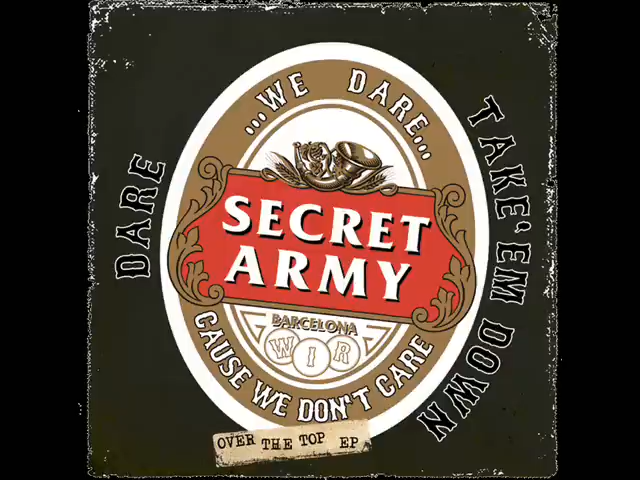 ...WE DARE...
DARE
TAKE'EM DOWN
SECRET
ARMY
BARCELONA
W I R
CAUSE WE DON'T CARE
OVER THE TOP EP